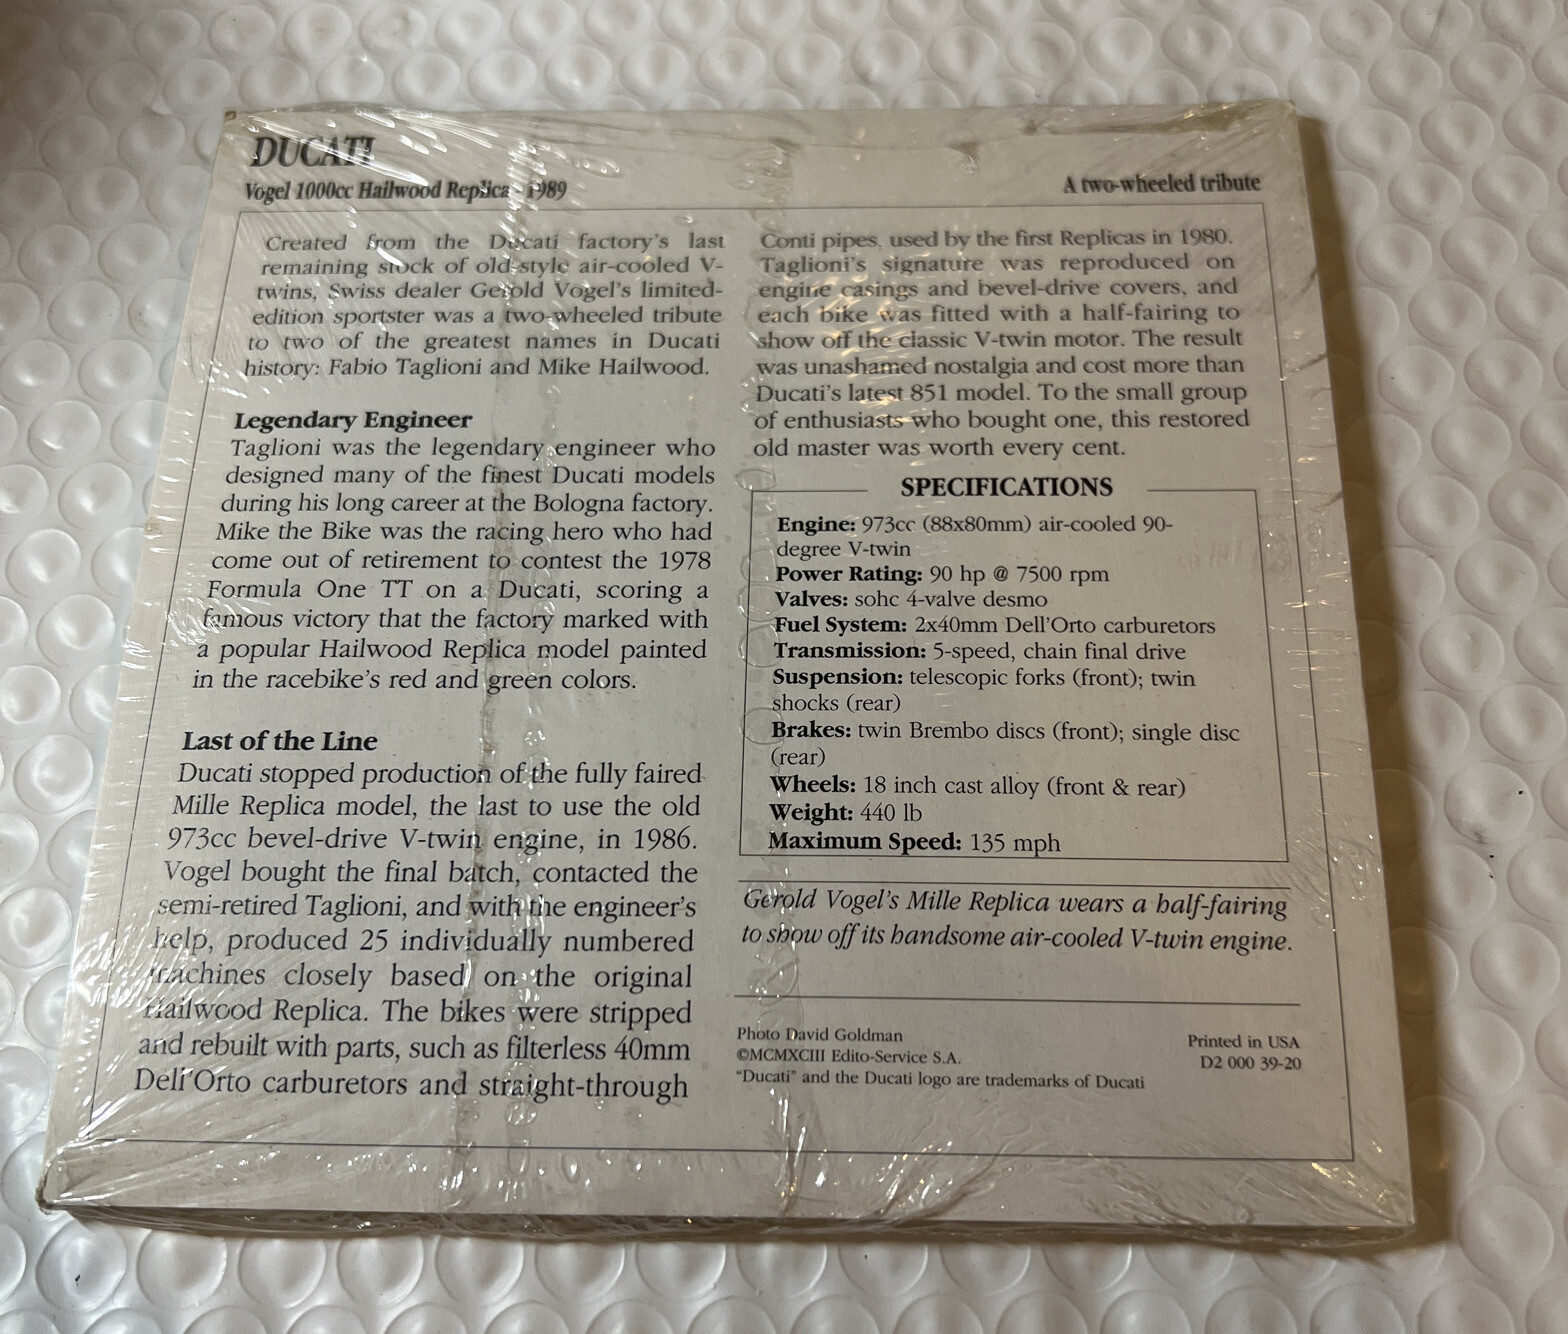 DUCATI
Vogel 1000cc Hailwood Replica - 1989
A two-wheeled tribute
Created from the Ducati factory's last
remaining stock of old-style air-cooled V-
twins, Swiss dealer Gerold Vogel's limited-
edition sportster was a two-wheeled tribute
to two of the greatest names in Ducati
history: Fabio Taglioni and Mike Hailwood.
Legendary Engineer
Taglioni was the legendary engineer who
designed many of the finest Ducati models
during his long career at the Bologna factory.
Mike the Bike was the racing hero who had
come out of retirement to contest the 1978
Formula One TT on a Ducati, scoring a
famous victory that the factory marked with
a popular Hailwood Replica model painted
in the racebike's red and green colors.
Last of the Line
Ducati stopped production of the fully faired
Mille Replica model, the last to use the old
973cc bevel-drive V-twin engine, in 1986.
Vogel bought the final batch, contacted the
semi-retired Taglioni, and with the engineer's
help, produced 25 individually numbered
machines closely based on the original
Hailwood Replica. The bikes were stripped
and rebuilt with parts, such as filterless 40mm
Dell'Orto carburetors and straight-through
Conti pipes, used by the first Replicas in 1980.
Taglioni's signature was reproduced on
engine casings and bevel-drive covers, and
each bike was fitted with a half-fairing to
show off the classic V-twin motor. The result
was unashamed nostalgia and cost more than
Ducati's latest 851 model. To the small group
of enthusiasts who bought one, this restored
old master was worth every cent.
SPECIFICATIONS
Engine: 973cc (88x80mm) air-cooled 90-
degree V-twin
Power Rating: 90 hp @ 7500 rpm
Valves: sohc 4-valve desmo
Fuel System: 2x40mm Dell'Orto carburetors
Transmission: 5-speed, chain final drive
Suspension: telescopic forks (front); twin
shocks (rear)
Brakes: twin Brembo discs (front); single disc
(rear)
Wheels: 18 inch cast alloy (front & rear)
Weight: 440 lb
Maximum Speed: 135 mph
Gerold Vogel's Mille Replica wears a half-fairing
to show off its handsome air-cooled V-twin engine.
Photo David Goldman
©MCMXCIII Edito-Service S.A.
"Ducati" and the Ducati logo are trademarks of Ducati
Printed in USA
D2 000 39-20